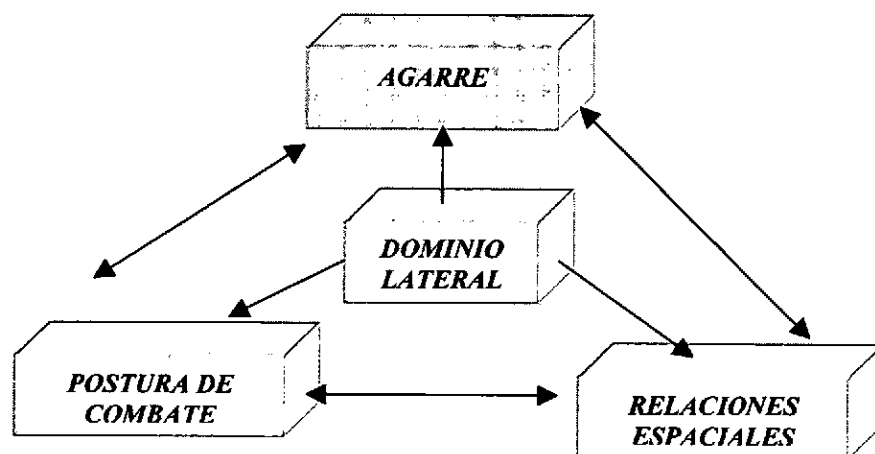 AGARRE
DOMINIO
LATERAL
POSTURA DE
COMBATE
RELACIONES
ESPACIALES